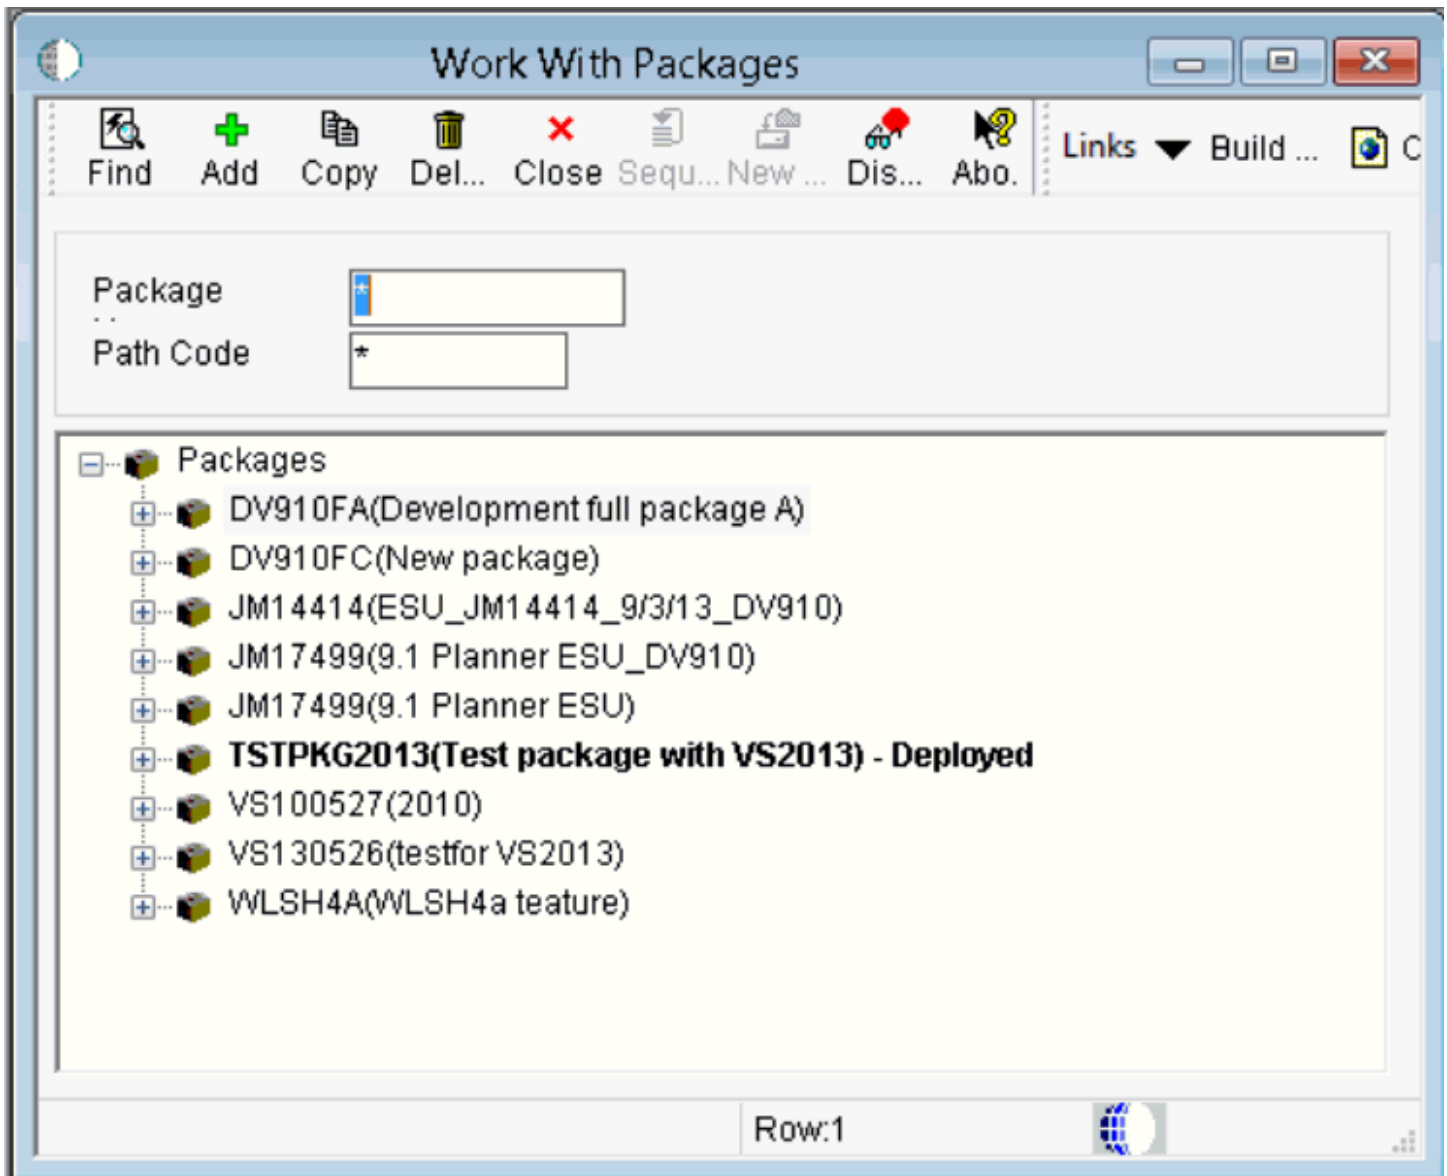 Work With Packages
Find Add Copy Del... Close Sequ... New ... Dis... Abo. Links Build ... C
Package
*
Path Code
*
Packages
DV910FA(Development full package A)
DV910FC(New package)
JM14414(ESU_JM14414_9/3/13_DV910)
JM17499(9.1 Planner ESU_DV910)
JM17499(9.1 Planner ESU)
TSTPKG2013(Test package with VS2013) - Deployed
VS100527(2010)
VS130526(testfor VS2013)
WLSH4A(WLSH4a teature)
Row:1